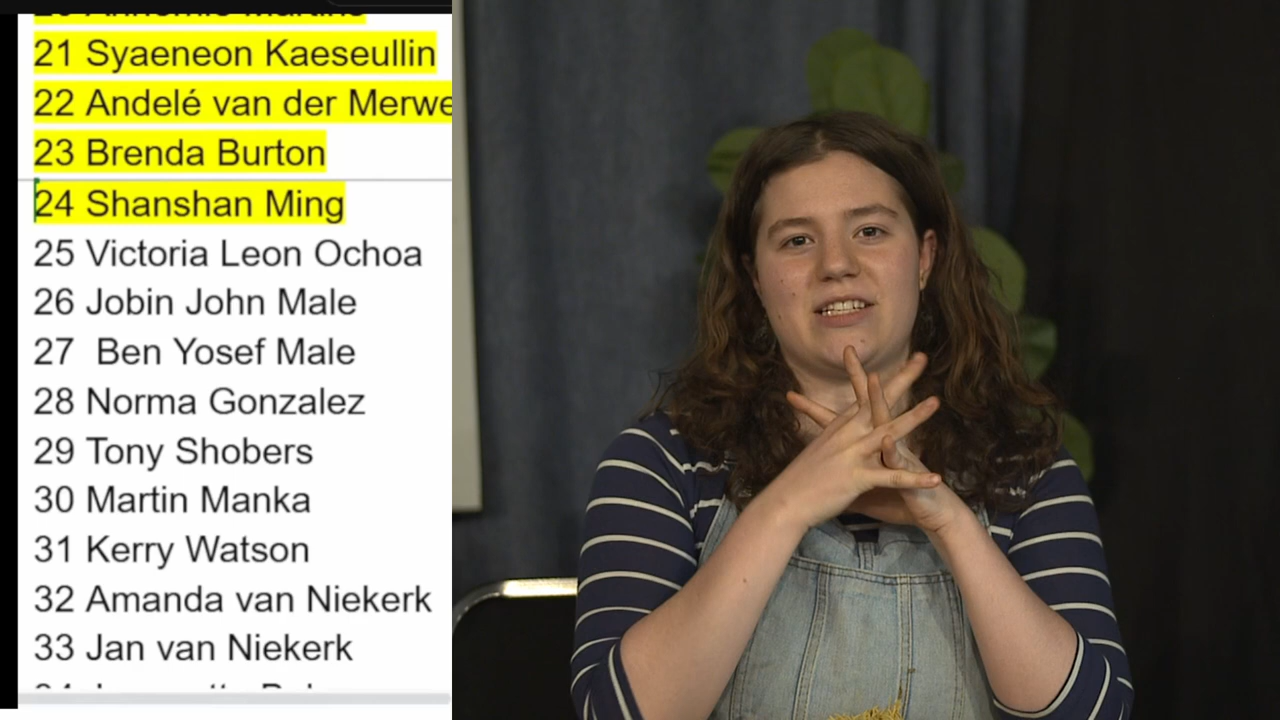 21 Syaeneon Kaeseullin
22 Andelé van der Merwe
23 Brenda Burton
24 Shanshan Ming
25 Victoria Leon Ochoa
26 Jobin John Male
27 Ben Yosef Male
28 Norma Gonzalez
29 Tony Shobers
30 Martin Manka
31 Kerry Watson
32 Amanda van Niekerk
33 Jan van Niekerk